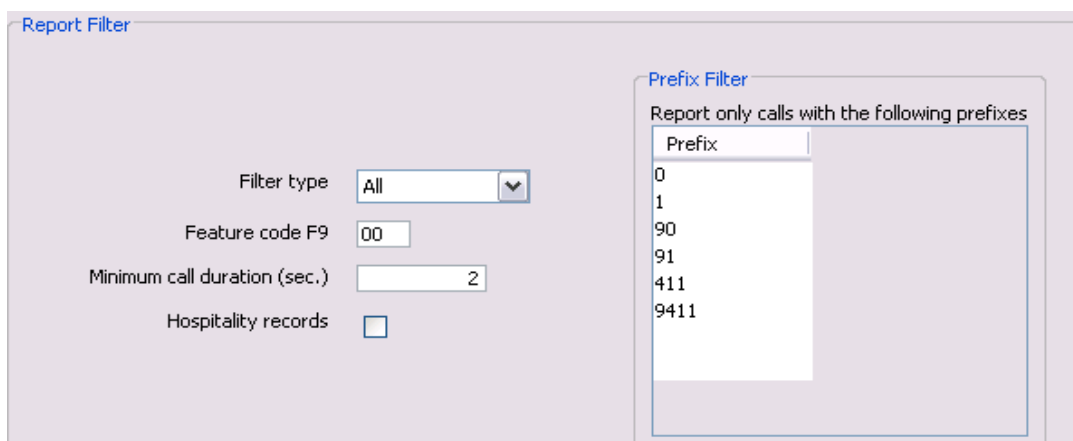 Report Filter
Prefix Filter
Report only calls with the following prefixes
Prefix
0
1
90
91
411
9411
Filter type All
Feature code F9 00
Minimum call duration (sec.) 2
Hospitality records